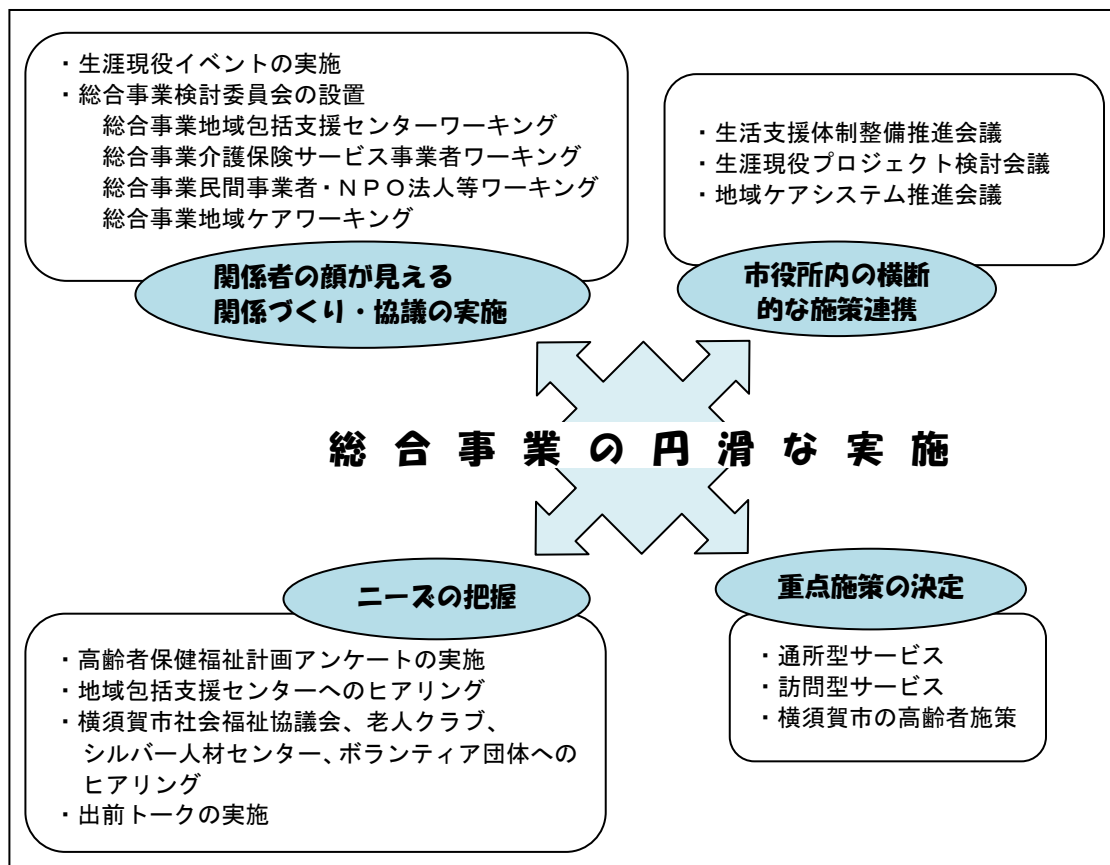 ・生涯現役イベントの実施
・総合事業検討委員会の設置
総合事業地域包括支援センターワーキング
総合事業介護保険サービス事業者ワーキング
総合事業民間事業者・ＮＰＯ法人等ワーキング
総合事業地域ケアワーキング
関係者の顔が見える
関係づくり・協議の実施
・生活支援体制整備推進会議
・生涯現役プロジェクト検討会議
・地域ケアシステム推進会議
市役所内の横断
的な施策連携
総合事業の円滑な実施
ニーズの把握
・高齢者保健福祉計画アンケートの実施
・地域包括支援センターへのヒアリング
・横須賀市社会福祉協議会、老人クラブ、
シルバー人材センター、ボランティア団体への
ヒアリング
・出前トークの実施
重点施策の決定
・通所型サービス
・訪問型サービス
・横須賀市の高齢者施策